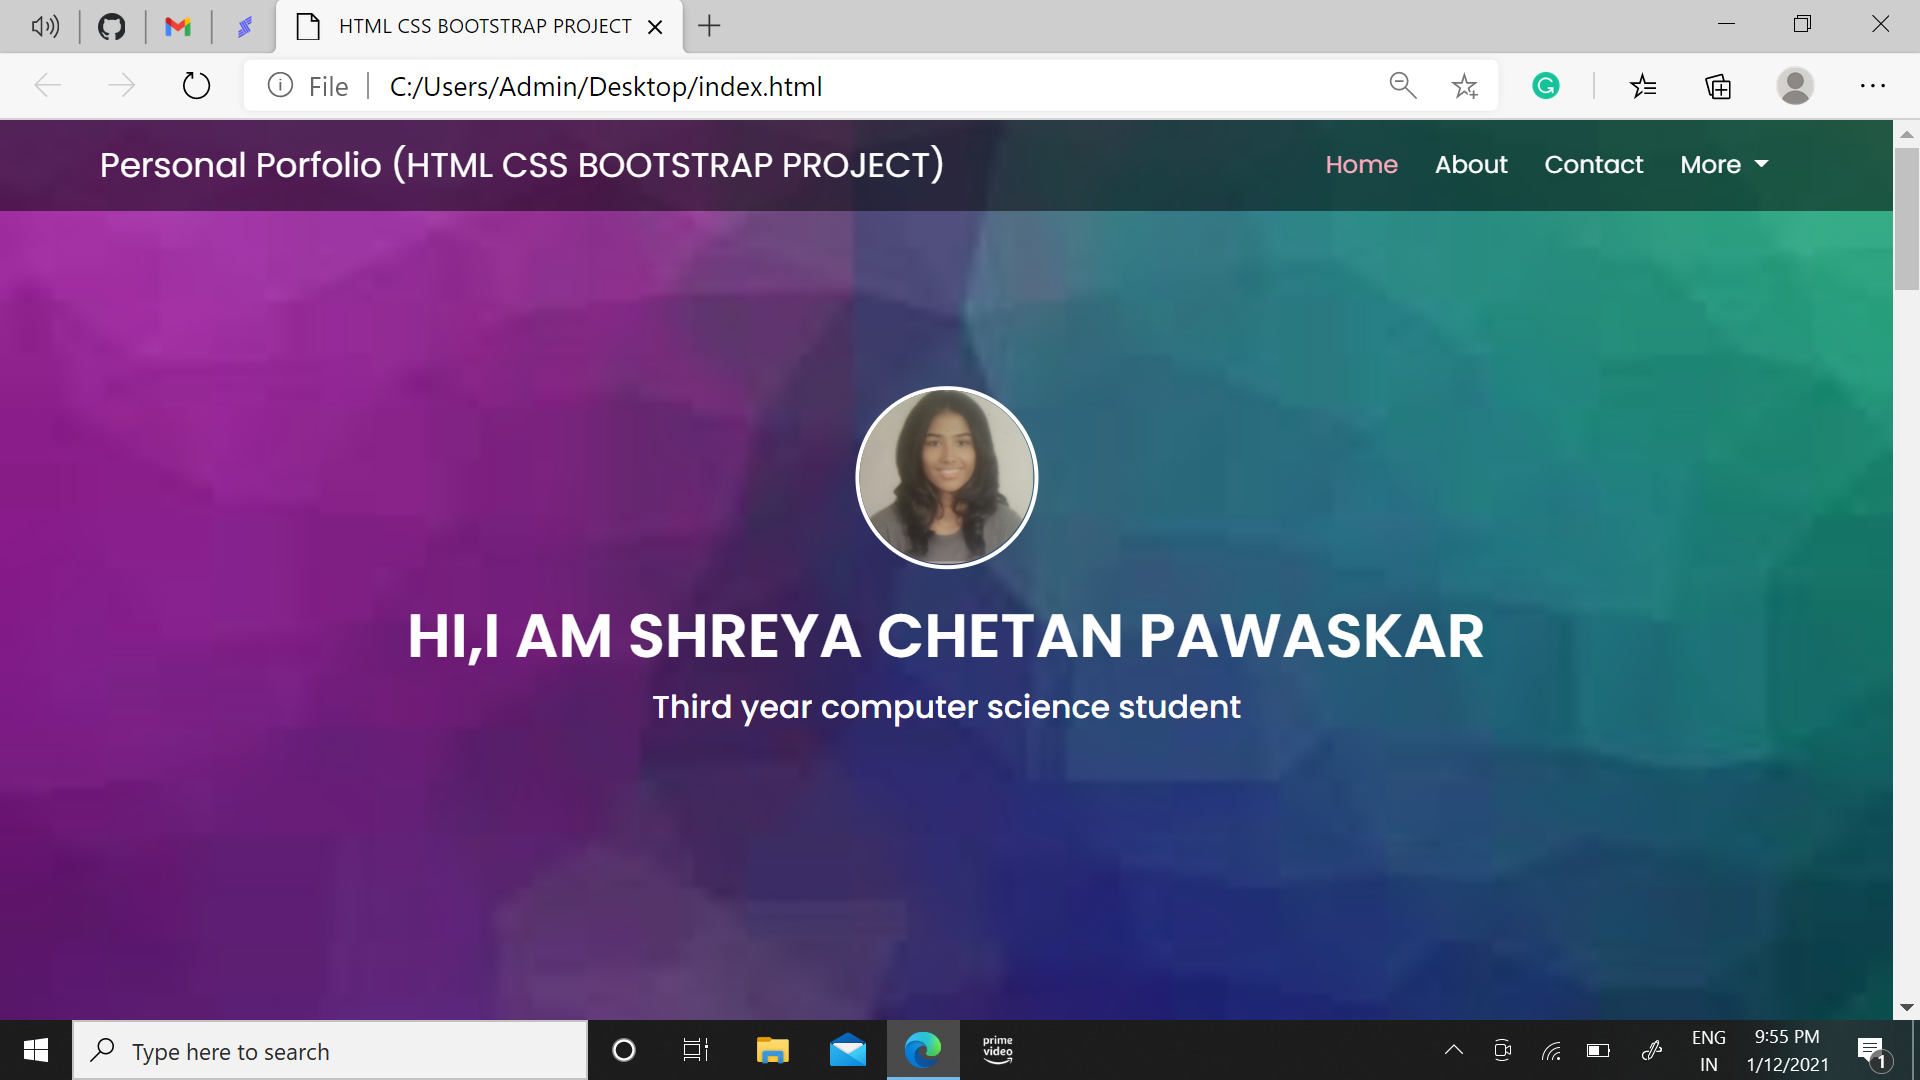 HTML CSS BOOTSTRAP PROJECT
File
C:/Users/Admin/Desktop/index.html
Personal Porfolio (HTML CSS BOOTSTRAP PROJECT)
Home
About
Contact
More
HI,I AM SHREYA CHETAN PAWASKAR
Third year computer science student
Type here to search
prime
video
ENG
IN
9:55 PM
1/12/2021
1